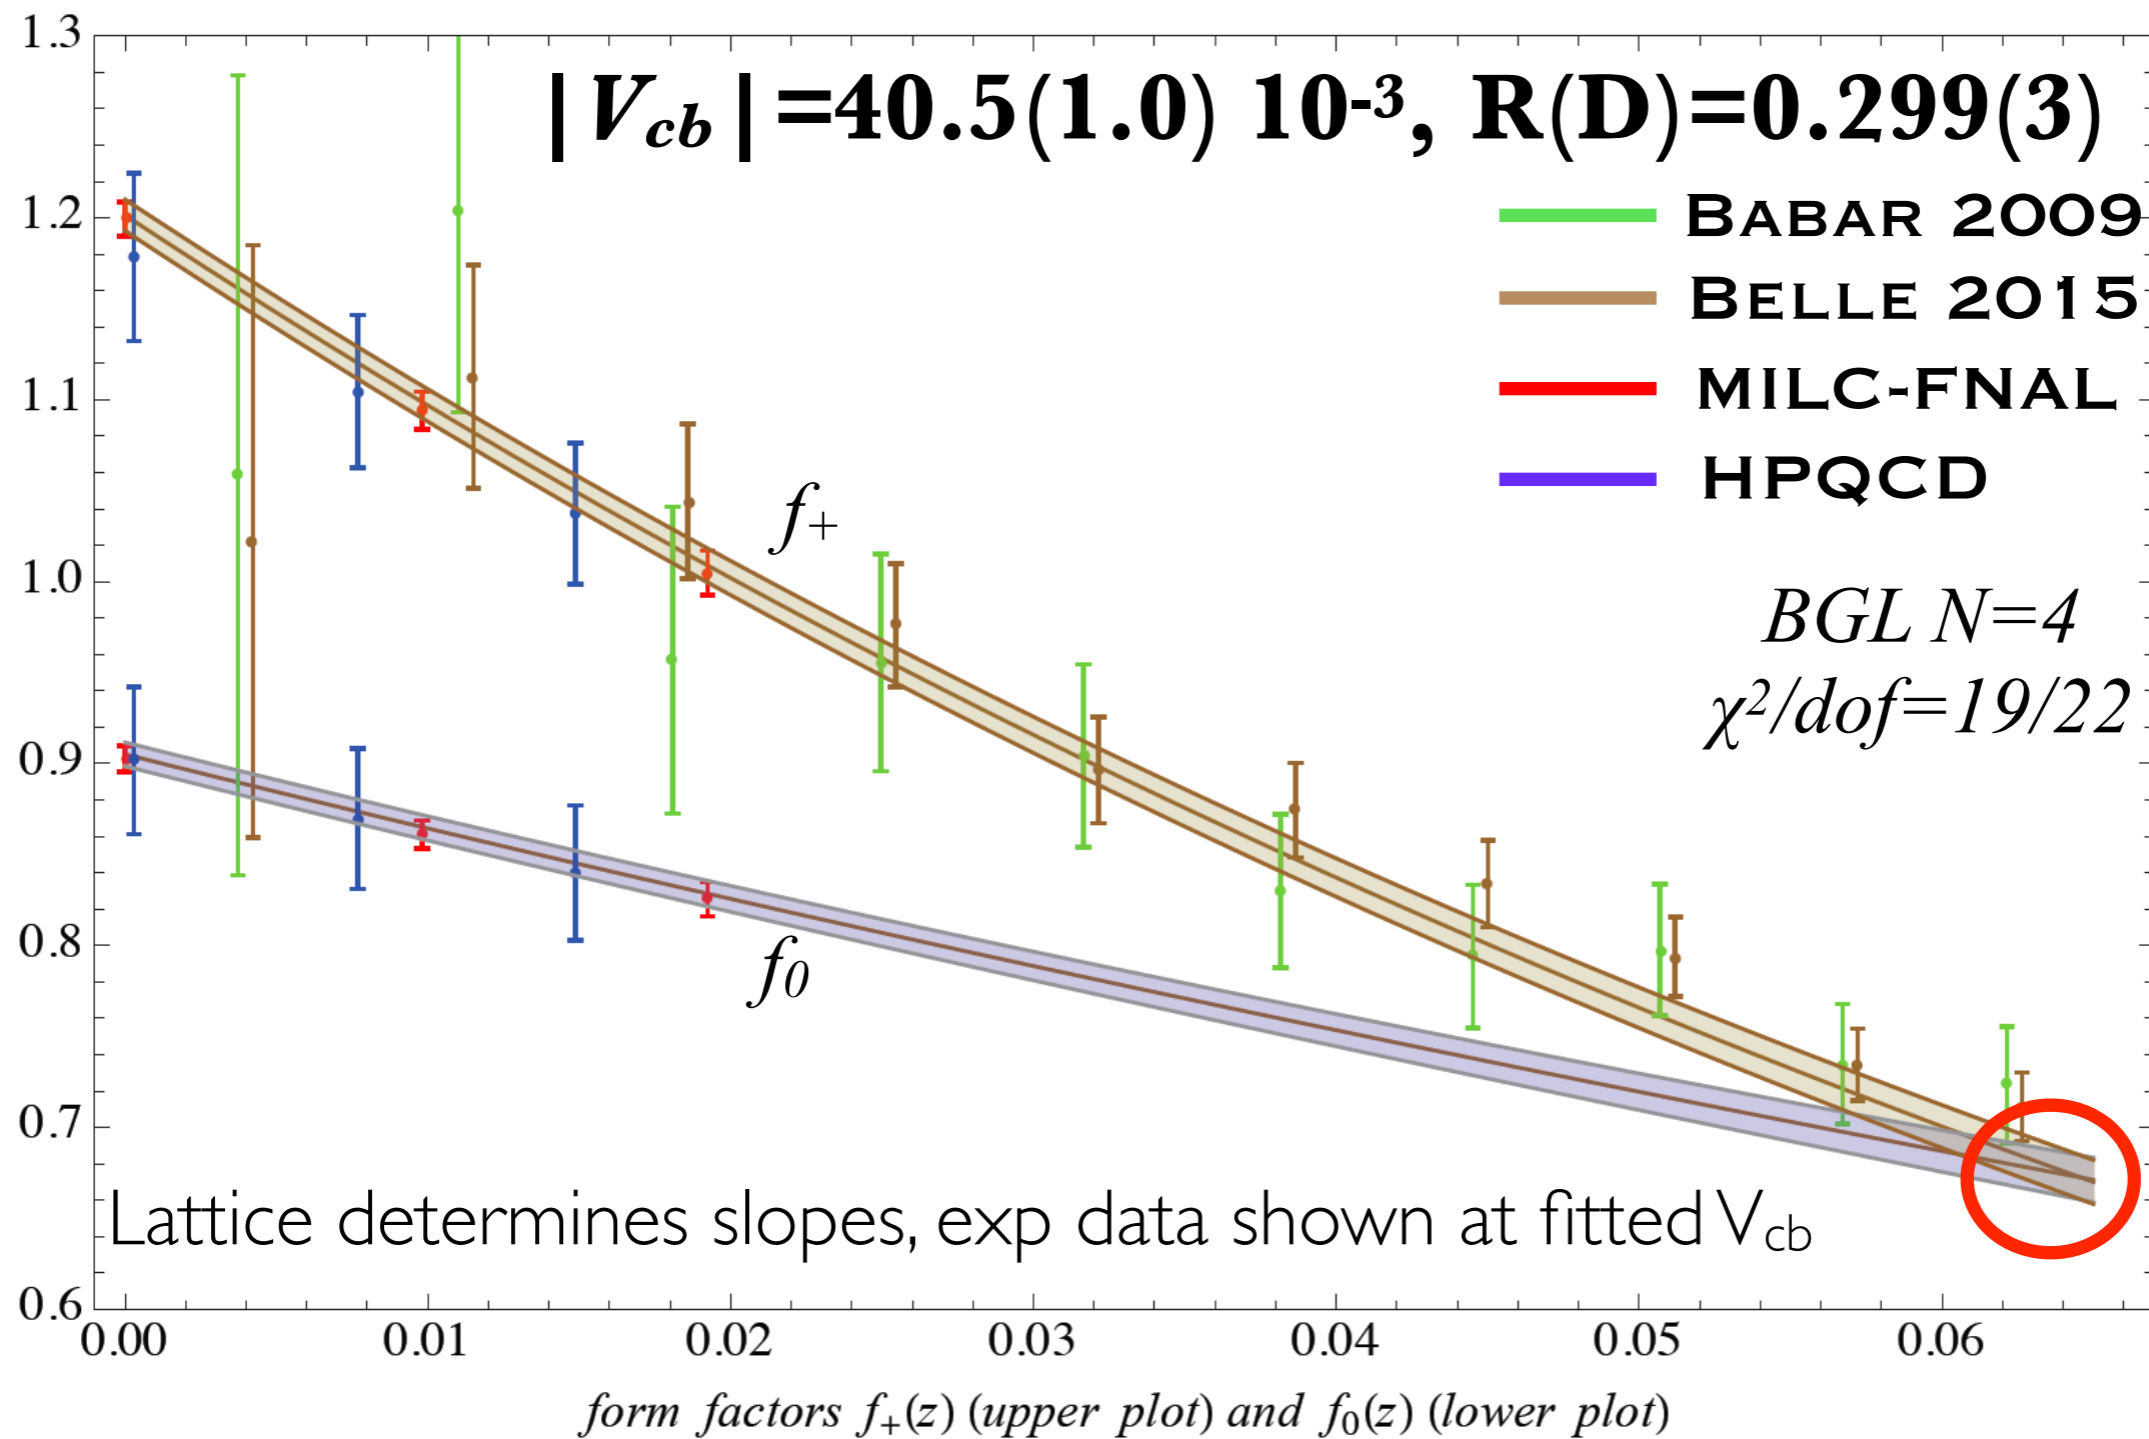 |Vcb|=40.5(1.0) 10-3, R(D)=0.299(3)
BABAR 2009
BELLE 2015
MILC-FNAL
HPQCD
BGL N=4
χ2/dof=19/22
f+
f0
Lattice determines slopes, exp data shown at fitted Vcb
1.3
1.2
1.1
1.0
0.9
0.8
0.7
0.6
0.00 0.01 0.02 0.03 0.04 0.05 0.06
form factors f+(z) (upper plot) and f0(z) (lower plot)